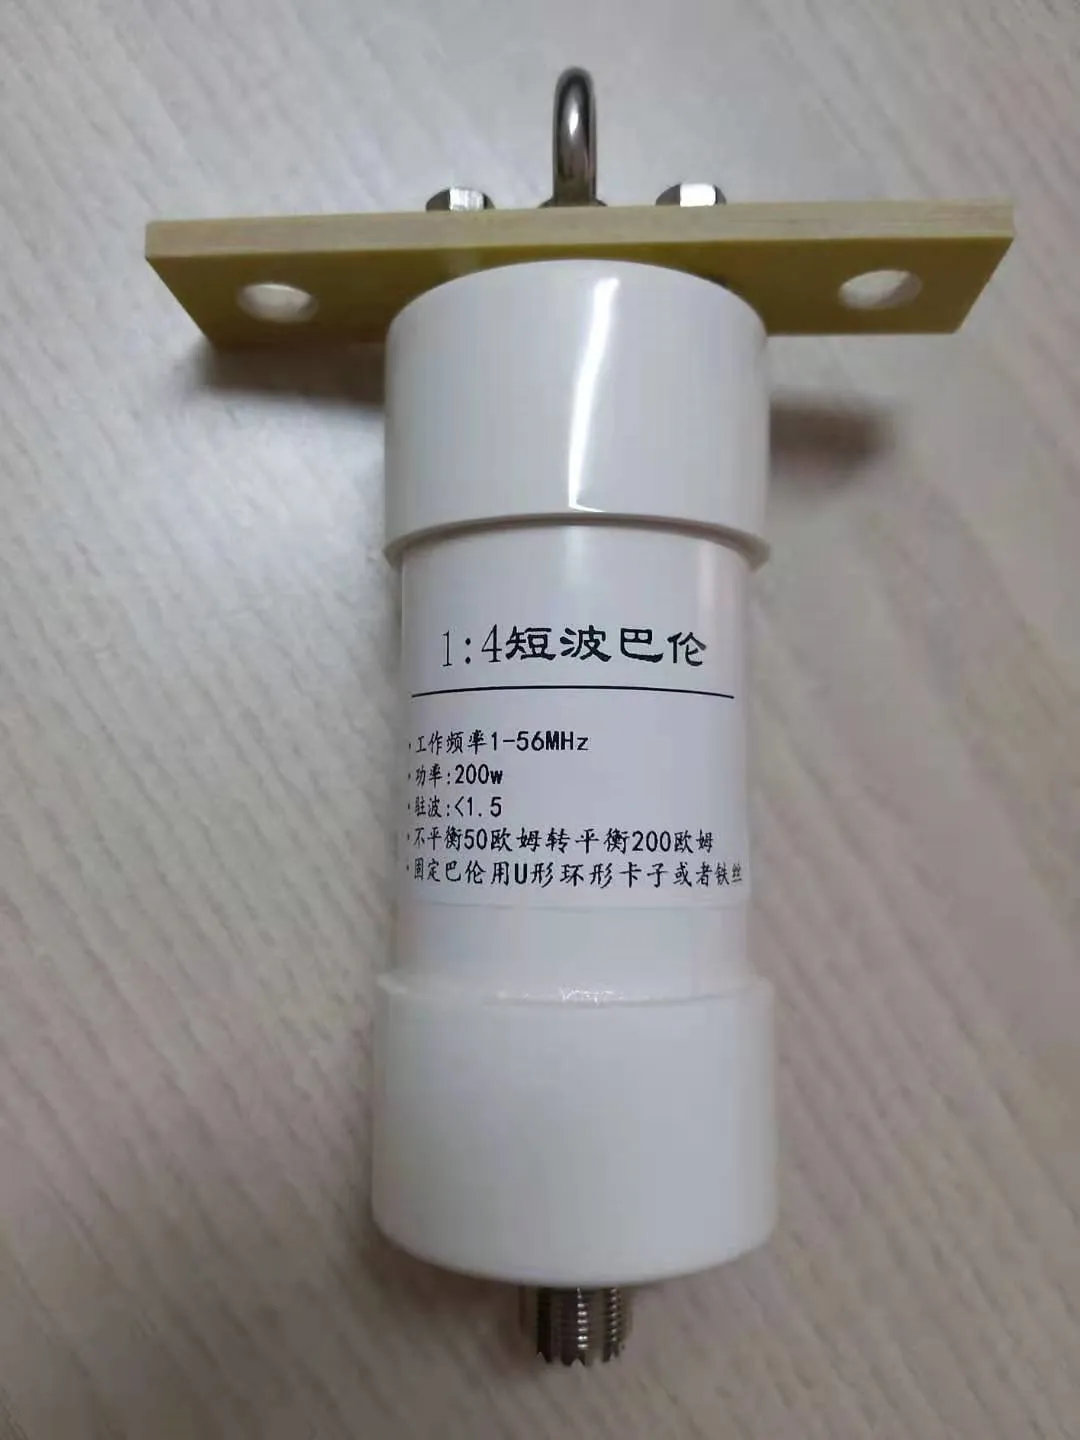 1:4短波巴伦
·工作频率1-56MHz
·功率:200w
·驻波:<1.5
·不平衡50欧姆转平衡200欧姆
·固定巴伦用U形环形卡子或者铁丝